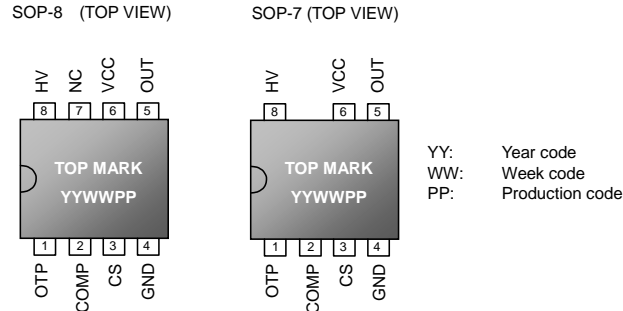 SOP-8 (TOP VIEW)
SOP-7 (TOP VIEW)
HV NC VCC OUT
8 7 6 5
TOP MARK
YYWWPP
1 2 3 4
OTP COMP CS GND
HV VCC OUT
8 6 5
TOP MARK
YYWWPP
1 2 3 4
OTP COMP CS GND
YY: Year code
WW: Week code
PP: Production code